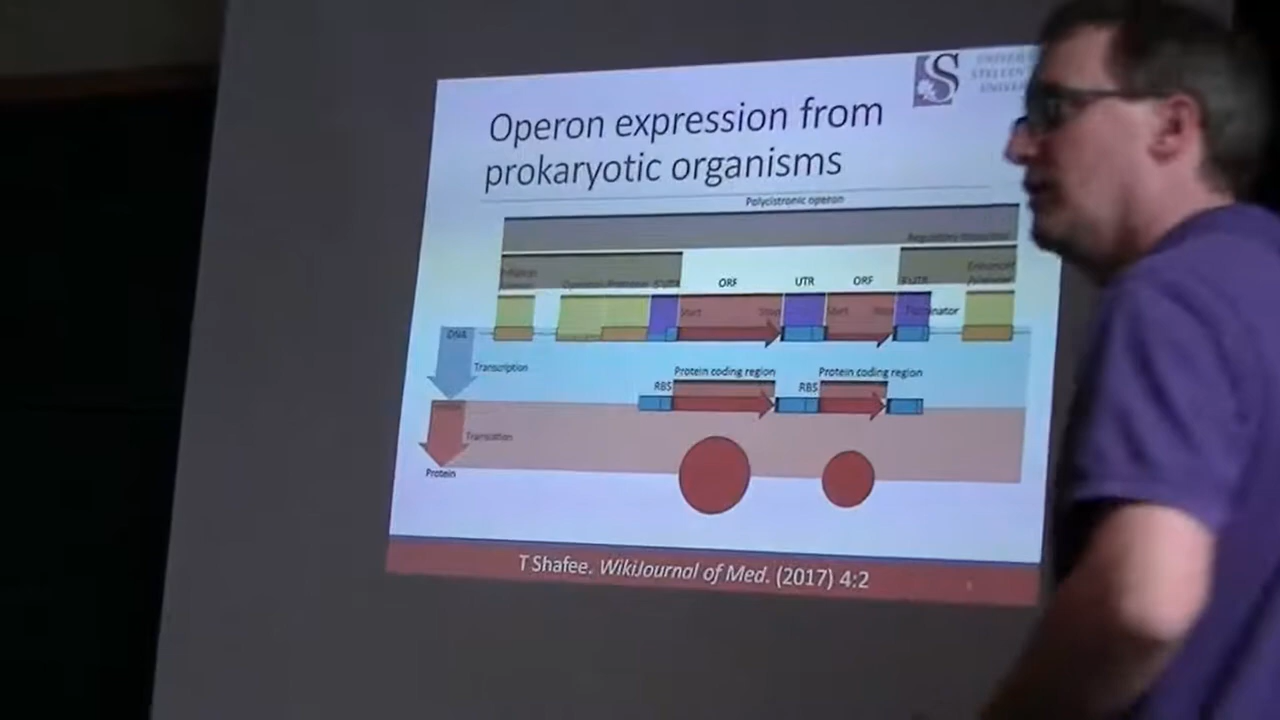 S
Operon expression from
prokaryotic organisms
Polycistronic operon
ORF
UTR
ORF
Start
Stop
Start
DNA
Transcription
Protein coding region
Protein coding region
RBS
RBS
Translation
Protein
T Shafee. WikiJournal of Med. (2017) 4:2